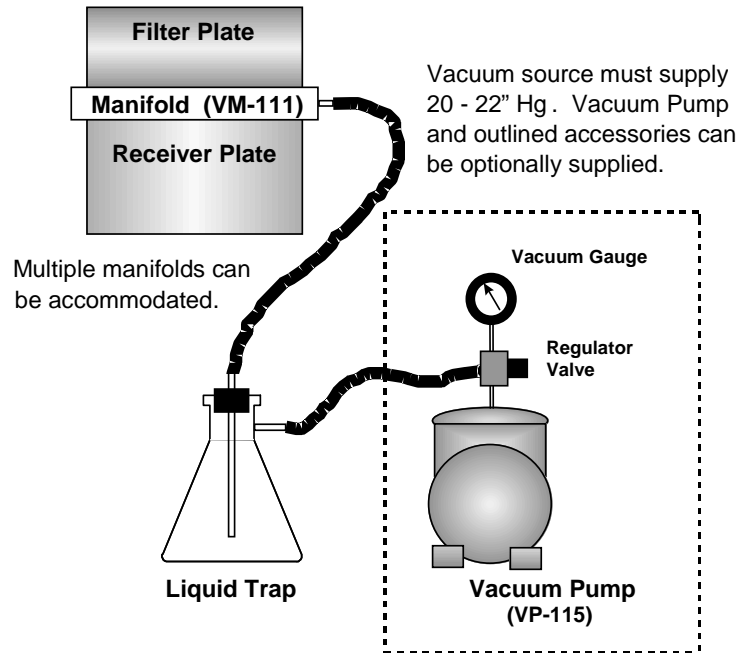 Filter Plate
Manifold (VM-111)
Receiver Plate
Vacuum source must supply
20 - 22” Hg . Vacuum Pump
and outlined accessories can
be optionally supplied.
Multiple manifolds can
be accommodated.
Vacuum Gauge
Regulator
Valve
Liquid Trap
Vacuum Pump
(VP-115)